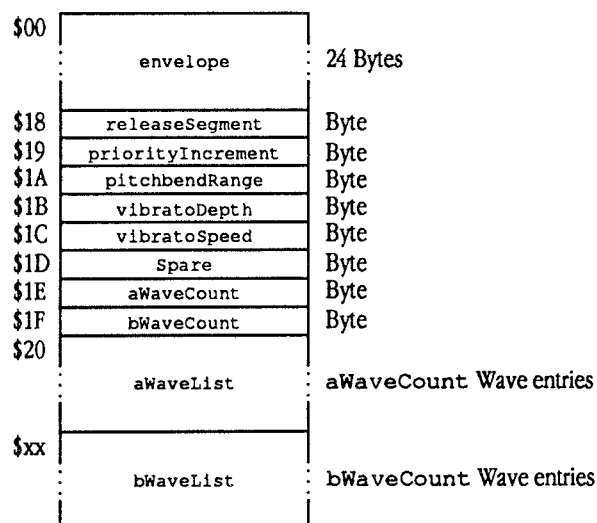 $00
envelope 24 Bytes
$18 releaseSegment Byte
$19 priorityIncrement Byte
$1A pitchbendRange Byte
$1B vibratoDepth Byte
$1C vibratoSpeed Byte
$1D Spare Byte
$1E aWaveCount Byte
$1F bWaveCount Byte
$20
aWaveList aWaveCount Wave entries
$xx
bWaveList bWaveCount Wave entries